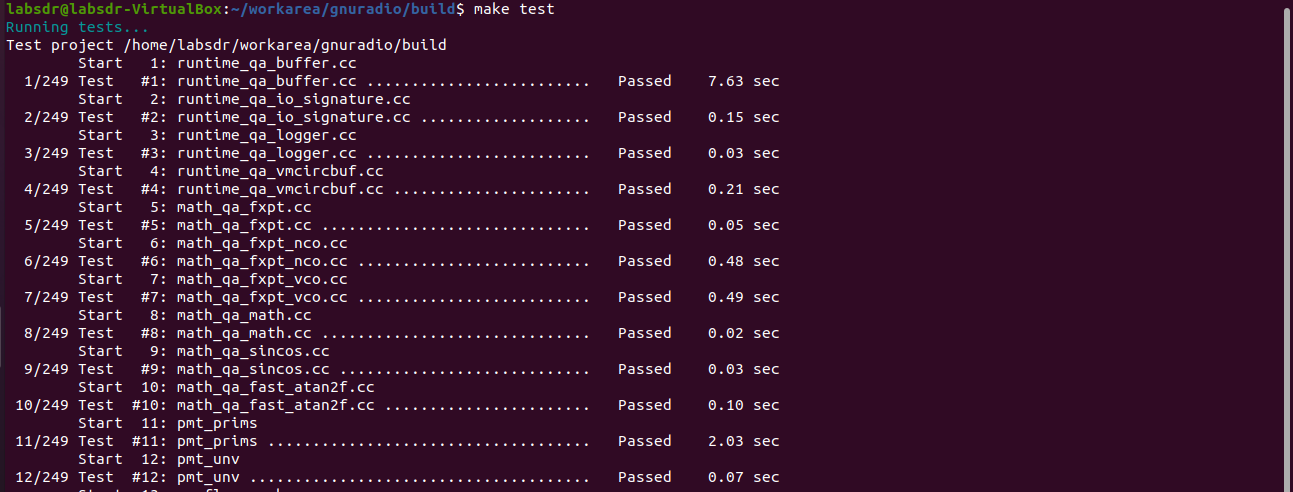 labsdr@labsdr-VirtualBox:~/workarea/gnuradio/build$ make test
Running tests...
Test project /home/labsdr/workarea/gnuradio/build
        Start   1: runtime_qa_buffer.cc
  1/249 Test   #1: runtime_qa_buffer.cc .........................   Passed    7.63 sec
        Start   2: runtime_qa_io_signature.cc
  2/249 Test   #2: runtime_qa_io_signature.cc ...................   Passed    0.15 sec
        Start   3: runtime_qa_logger.cc
  3/249 Test   #3: runtime_qa_logger.cc .........................   Passed    0.03 sec
        Start   4: runtime_qa_vmcircbuf.cc
  4/249 Test   #4: runtime_qa_vmcircbuf.cc ......................   Passed    0.21 sec
        Start   5: math_qa_fxpt.cc
  5/249 Test   #5: math_qa_fxpt.cc ..............................   Passed    0.05 sec
        Start   6: math_qa_fxpt_nco.cc
  6/249 Test   #6: math_qa_fxpt_nco.cc ..........................   Passed    0.48 sec
        Start   7: math_qa_fxpt_vco.cc
  7/249 Test   #7: math_qa_fxpt_vco.cc ..........................   Passed    0.49 sec
        Start   8: math_qa_math.cc
  8/249 Test   #8: math_qa_math.cc ..............................   Passed    0.02 sec
        Start   9: math_qa_sincos.cc
  9/249 Test   #9: math_qa_sincos.cc ............................   Passed    0.03 sec
        Start  10: math_qa_fast_atan2f.cc
 10/249 Test  #10: math_qa_fast_atan2f.cc .......................   Passed    0.10 sec
        Start  11: pmt_prims
 11/249 Test  #11: pmt_prims ....................................   Passed    2.03 sec
        Start  12: pmt_unv
 12/249 Test  #12: pmt_unv ......................................   Passed    0.07 sec